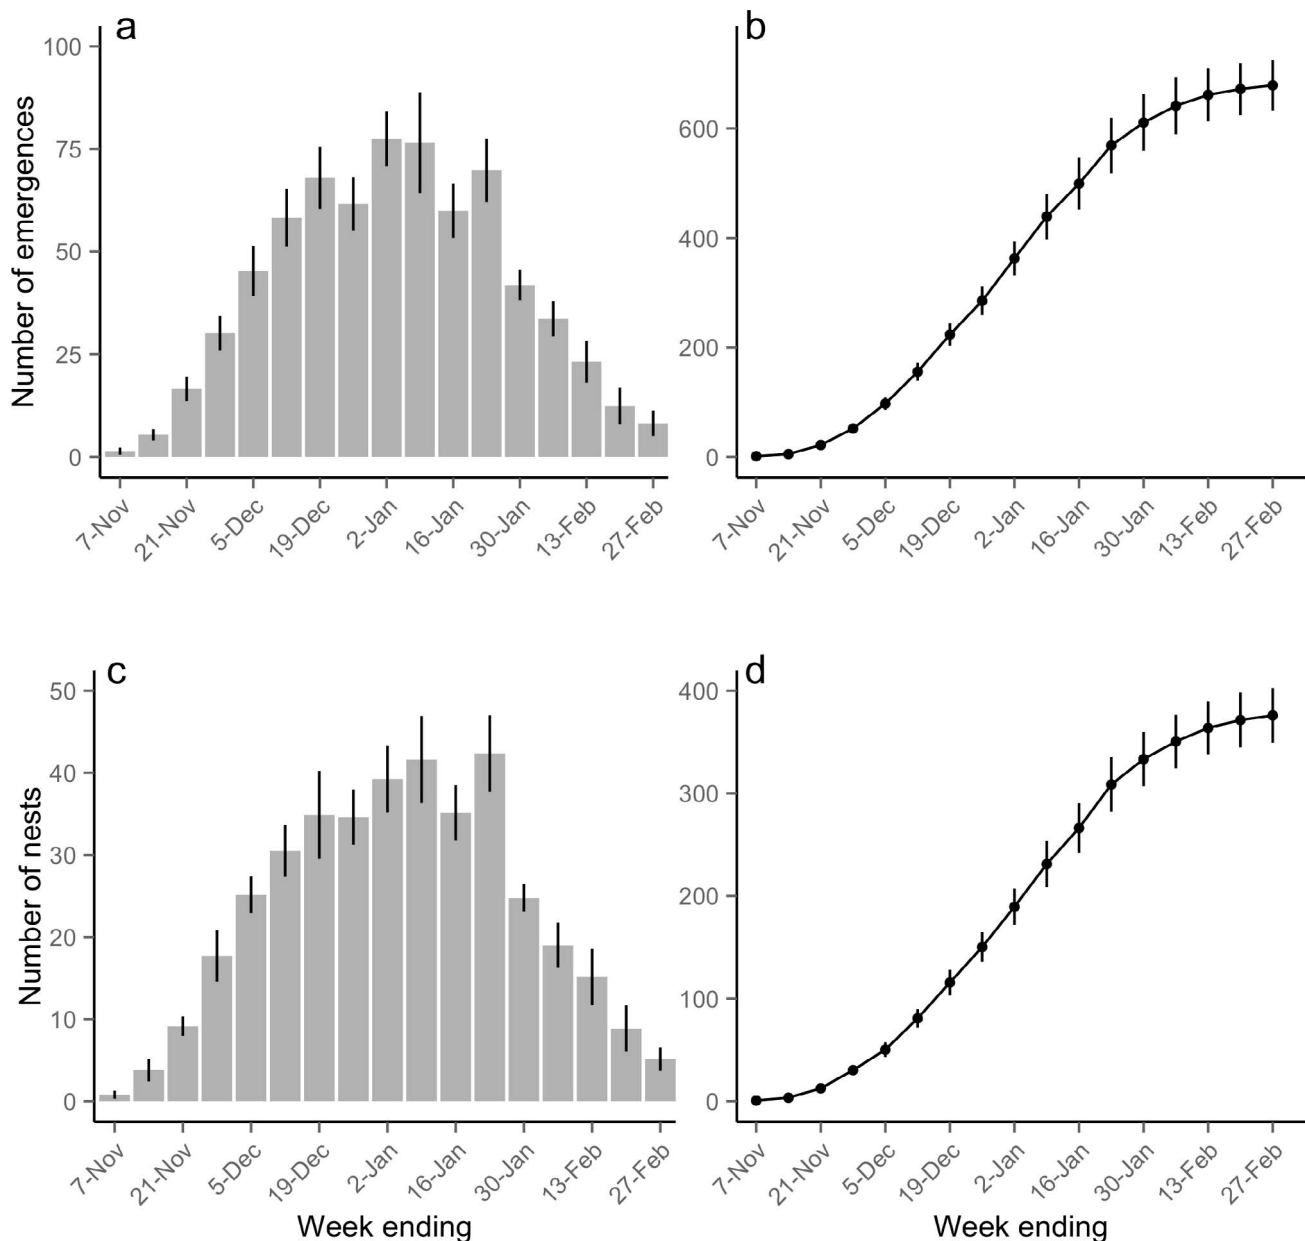 a
Number of emergences
100
75
50
25
0
7-Nov
21-Nov
5-Dec
19-Dec
2-Jan
16-Jan
30-Jan
13-Feb
27-Feb
b
600
400
200
0
7-Nov
21-Nov
5-Dec
19-Dec
2-Jan
16-Jan
30-Jan
13-Feb
27-Feb
c
Number of nests
50
40
30
20
10
0
7-Nov
21-Nov
5-Dec
19-Dec
2-Jan
16-Jan
30-Jan
13-Feb
27-Feb
Week ending
d
400
300
200
100
0
7-Nov
21-Nov
5-Dec
19-Dec
2-Jan
16-Jan
30-Jan
13-Feb
27-Feb
Week ending